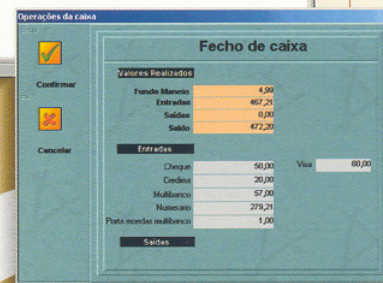 Operações da caixa
Fecho de caixa
Confirmar
Cancelar
Valores Realizados
Fundo Maneio 4,99
Entradas 467,21
Saídas 0,00
Saldo 472,20
Entradas
Cheque 50,00 Visa 60,00
Credima 20,00
Multibanco 57,00
Numerario 279,21
Porta moedas multibanco 1,00
Saídas